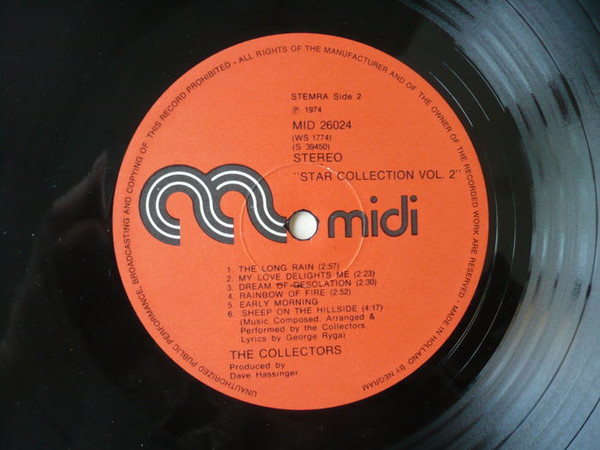 UNAUTHORIZED PUBLIC PERFORMANCE, BROADCASTING AND COPYING OF THIS RECORD PROHIBITED - ALL RIGHTS OF THE MANUFACTURER AND OF THE OWNER OF THE RECORDED WORK ARE RESERVED - MADE IN HOLLAND BY NEGRAM
STEMRA Side 2
℗ 1974
MID 26024
(WS 1774)
(S 39450)
STEREO
"STAR COLLECTION VOL. 2"
midi
1. THE LONG RAIN (2:57)
2. MY LOVE DELIGHTS ME (2:23)
3. DREAM OF DESOLATION (2:30)
4. RAINBOW OF FIRE (2:52)
5. EARLY MORNING
6. SHEEP ON THE HILLSIDE (4:17)
(Music Composed, Arranged &
Performed by the Collectors
Lyrics by George Ryga)
THE COLLECTORS
Produced by
Dave Hassinger